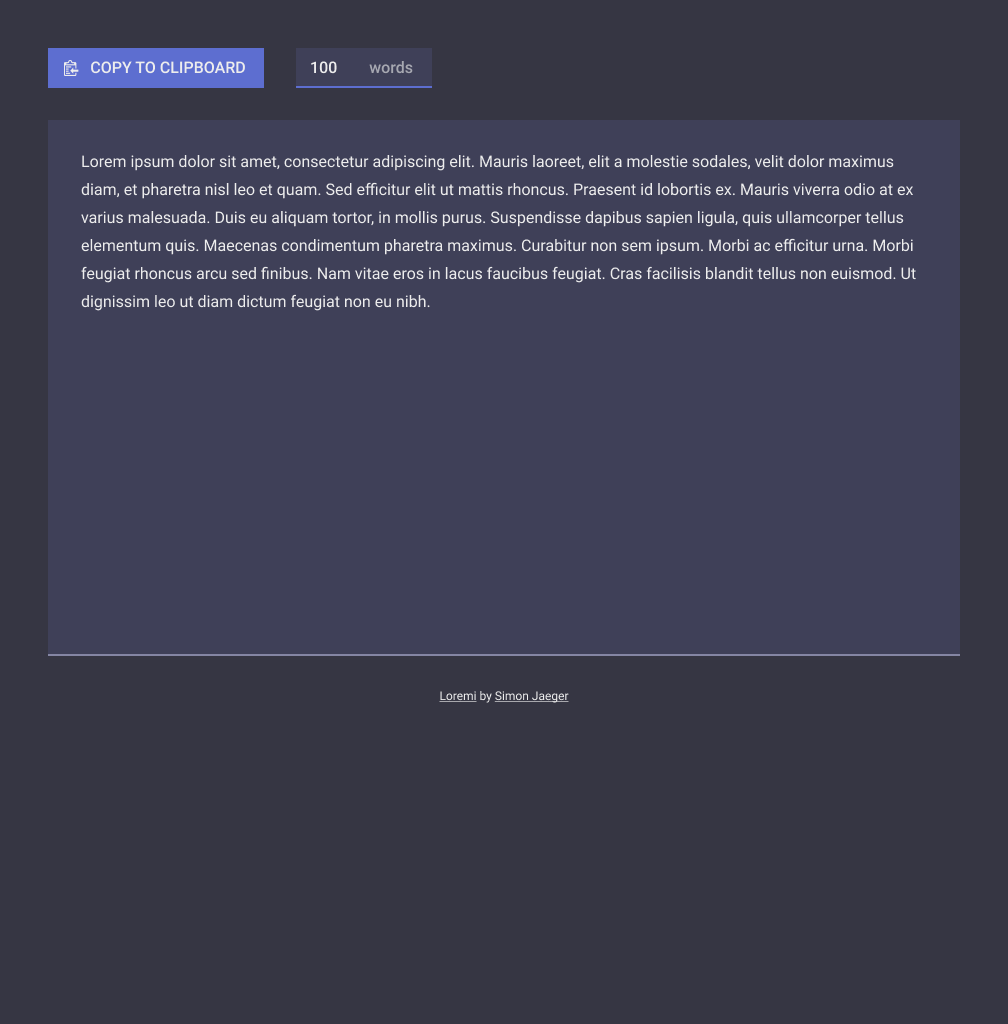 COPY TO CLIPBOARD
100 words
Lorem ipsum dolor sit amet, consectetur adipiscing elit. Mauris laoreet, elit a molestie sodales, velit dolor maximus
diam, et pharetra nisl leo et quam. Sed efficitur elit ut mattis rhoncus. Praesent id lobortis ex. Mauris viverra odio at ex
varius malesuada. Duis eu aliquam tortor, in mollis purus. Suspendisse dapibus sapien ligula, quis ullamcorper tellus
elementum quis. Maecenas condimentum pharetra maximus. Curabitur non sem ipsum. Morbi ac efficitur urna. Morbi
feugiat rhoncus arcu sed finibus. Nam vitae eros in lacus faucibus feugiat. Cras facilisis blandit tellus non euismod. Ut
dignissim leo ut diam dictum feugiat non eu nibh.
Loremi by Simon Jaeger